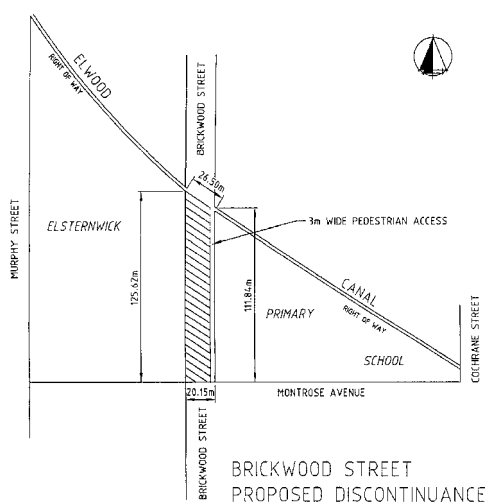 ELWOOD
RIGHT OF WAY
BRICKWOOD STREET
26.50m
ELSTERNWICK
3m WIDE PEDESTRIAN ACCESS
MURPHY STREET
125.62m
111.84m
CANAL
RIGHT OF WAY
PRIMARY
SCHOOL
COCHRANE STREET
20.15m
MONTROSE AVENUE
BRICKWOOD STREET
BRICKWOOD STREET
PROPOSED DISCONTINUANCE